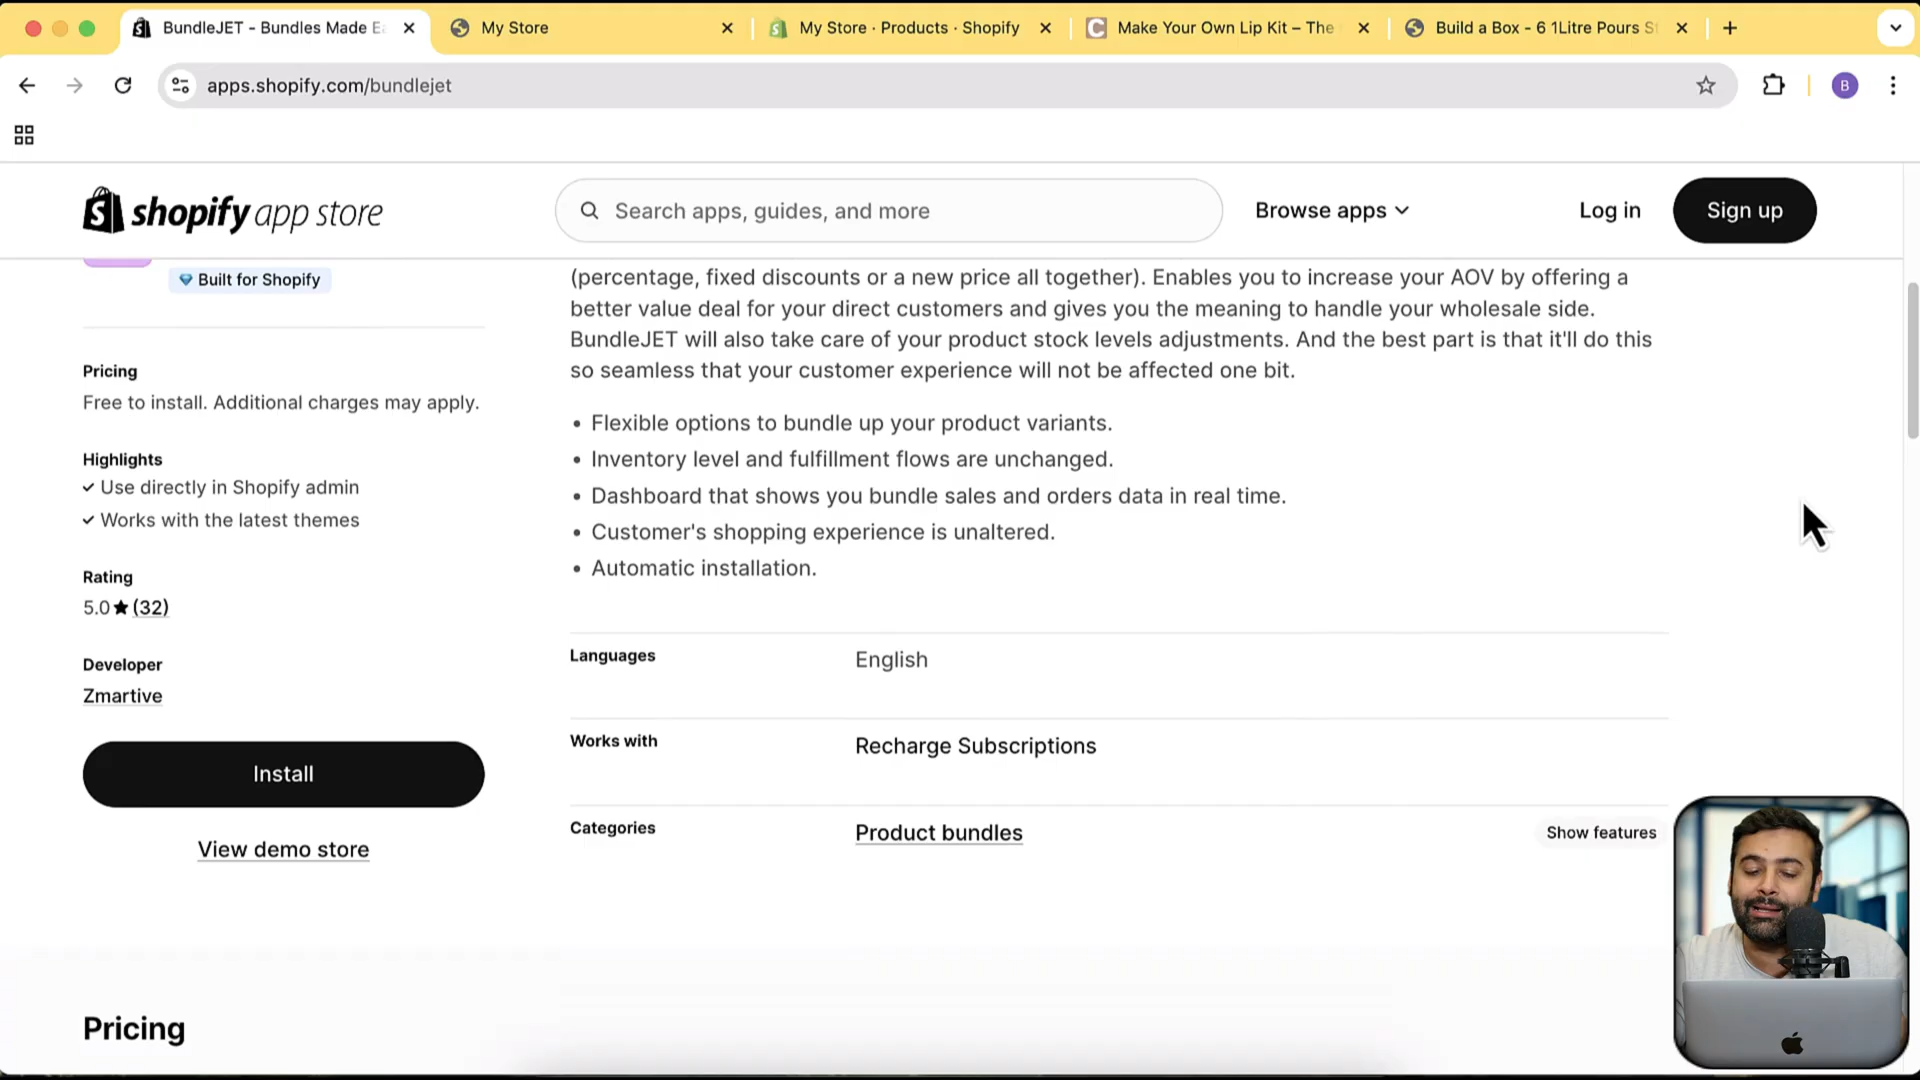 BundleJET - Bundles Made Ea
My Store
My Store · Products · Shopify
Make Your Own Lip Kit – The
Build a Box - 6 1Litre Pours S
apps.shopify.com/bundlejet
B
shopify app store
Search apps, guides, and more
Browse apps
Log in
Sign up
Built for Shopify
Pricing
Free to install. Additional charges may apply.
Highlights
Use directly in Shopify admin
Works with the latest themes
Rating
5.0★ (32)
Developer
Zmartive
Install
View demo store
(percentage, fixed discounts or a new price all together). Enables you to increase your AOV by offering a
better value deal for your direct customers and gives you the meaning to handle your wholesale side.
BundleJET will also take care of your product stock levels adjustments. And the best part is that it'll do this
so seamless that your customer experience will not be affected one bit.
• Flexible options to bundle up your product variants.
• Inventory level and fulfillment flows are unchanged.
• Dashboard that shows you bundle sales and orders data in real time.
• Customer's shopping experience is unaltered.
• Automatic installation.
Languages
English
Works with
Recharge Subscriptions
Categories
Product bundles
Show features
Pricing